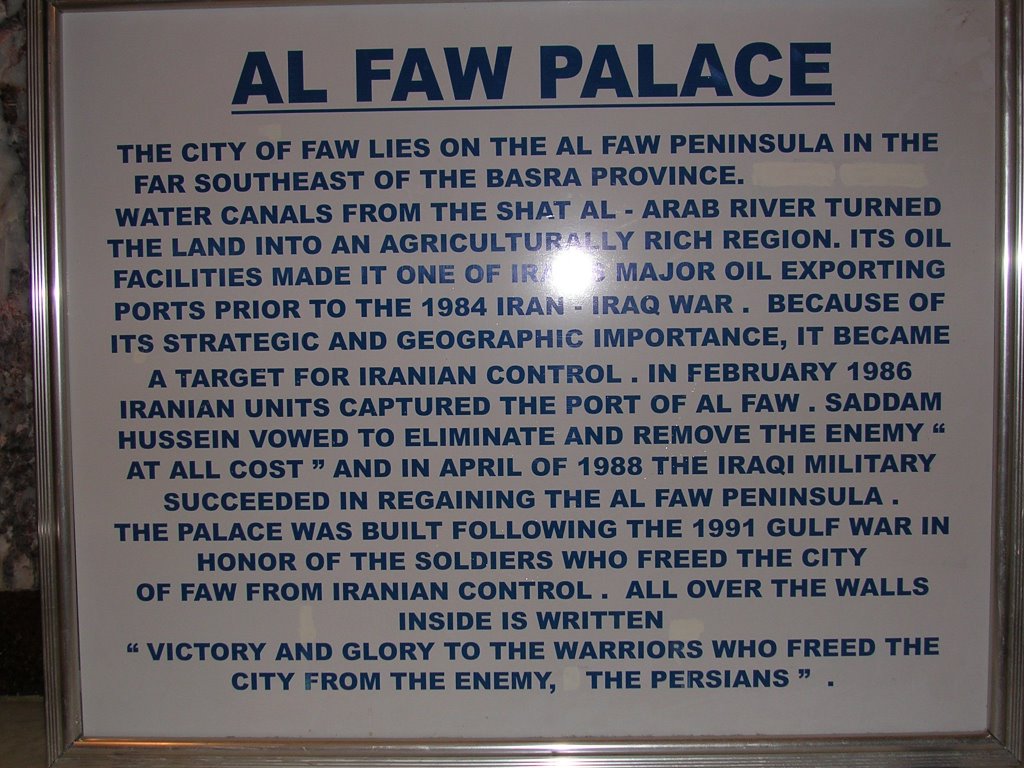 AL FAW PALACE
THE CITY OF FAW LIES ON THE AL FAW PENINSULA IN THE
FAR SOUTHEAST OF THE BASRA PROVINCE.
WATER CANALS FROM THE SHAT AL - ARAB RIVER TURNED
THE LAND INTO AN AGRICULTURALLY RICH REGION. ITS OIL
FACILITIES MADE IT ONE OF IRAQ'S MAJOR OIL EXPORTING
PORTS PRIOR TO THE 1984 IRAN - IRAQ WAR . BECAUSE OF
ITS STRATEGIC AND GEOGRAPHIC IMPORTANCE, IT BECAME
A TARGET FOR IRANIAN CONTROL . IN FEBRUARY 1986
IRANIAN UNITS CAPTURED THE PORT OF AL FAW . SADDAM
HUSSEIN VOWED TO ELIMINATE AND REMOVE THE ENEMY “
AT ALL COST ” AND IN APRIL OF 1988 THE IRAQI MILITARY
SUCCEEDED IN REGAINING THE AL FAW PENINSULA .
THE PALACE WAS BUILT FOLLOWING THE 1991 GULF WAR IN
HONOR OF THE SOLDIERS WHO FREED THE CITY
OF FAW FROM IRANIAN CONTROL . ALL OVER THE WALLS
INSIDE IS WRITTEN
“ VICTORY AND GLORY TO THE WARRIORS WHO FREED THE
CITY FROM THE ENEMY, THE PERSIANS ” .